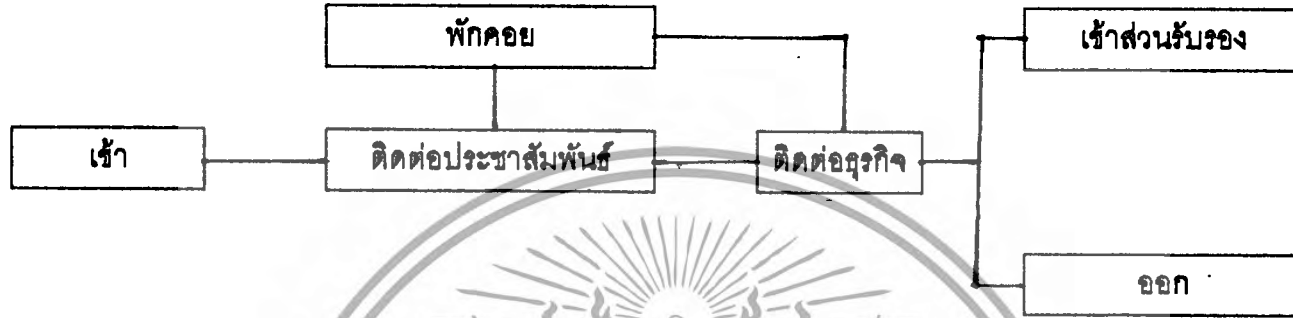 พักคอย
เข้าส่วนรับรอง
เข้า
ติดต่อประชาสัมพันธ์
ติดต่อธุรกิจ
ออก